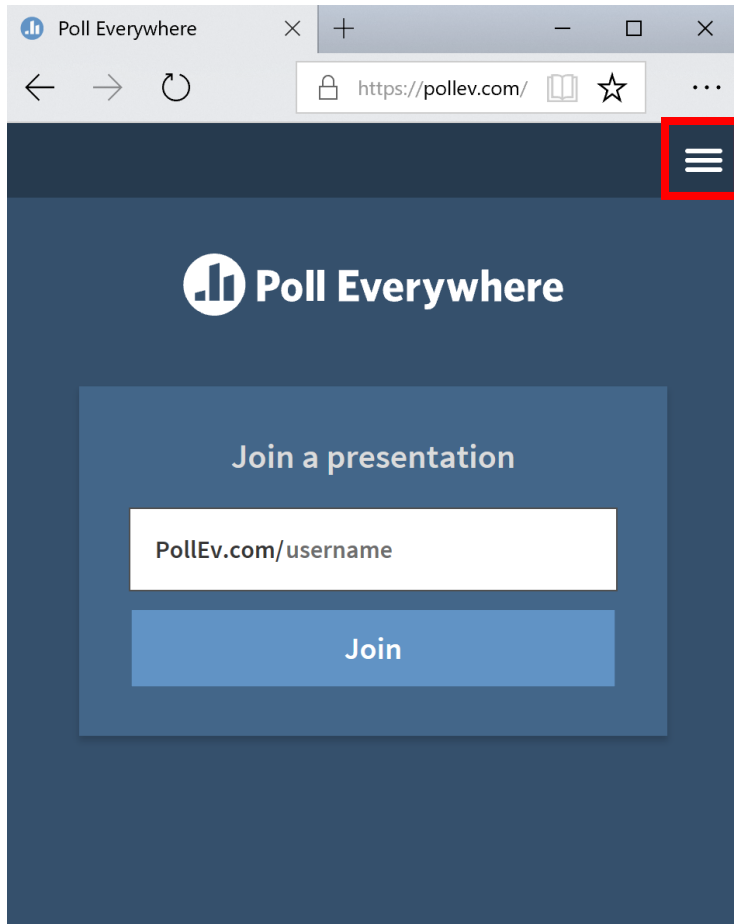 Poll Everywhere
https://pollev.com/
Poll Everywhere
Join a presentation
PollEv.com/username
Join